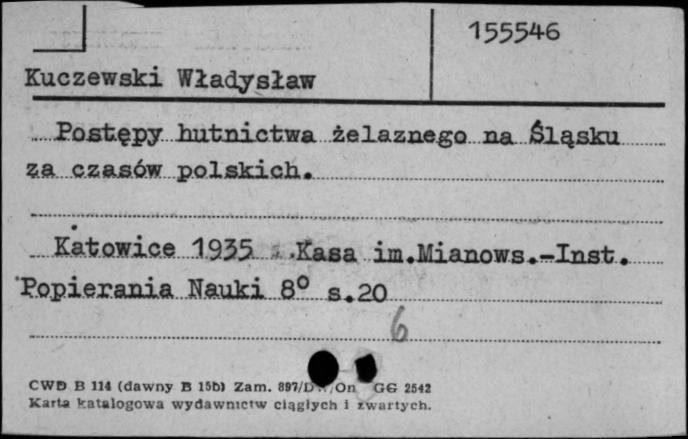 155546
Kuczewski Władysław
Postępy hutnictwa żelaznego na Śląsku
za czasów polskich.
Katowice 1935 Kasa im.Mianows.-Inst.
Popierania Nauki 8° s.20
6
CWD B 114 (dawny B 15b) Zam. 897/D /On GG 2542
Karta katalogowa wydawnictw ciągłych i zwartych.